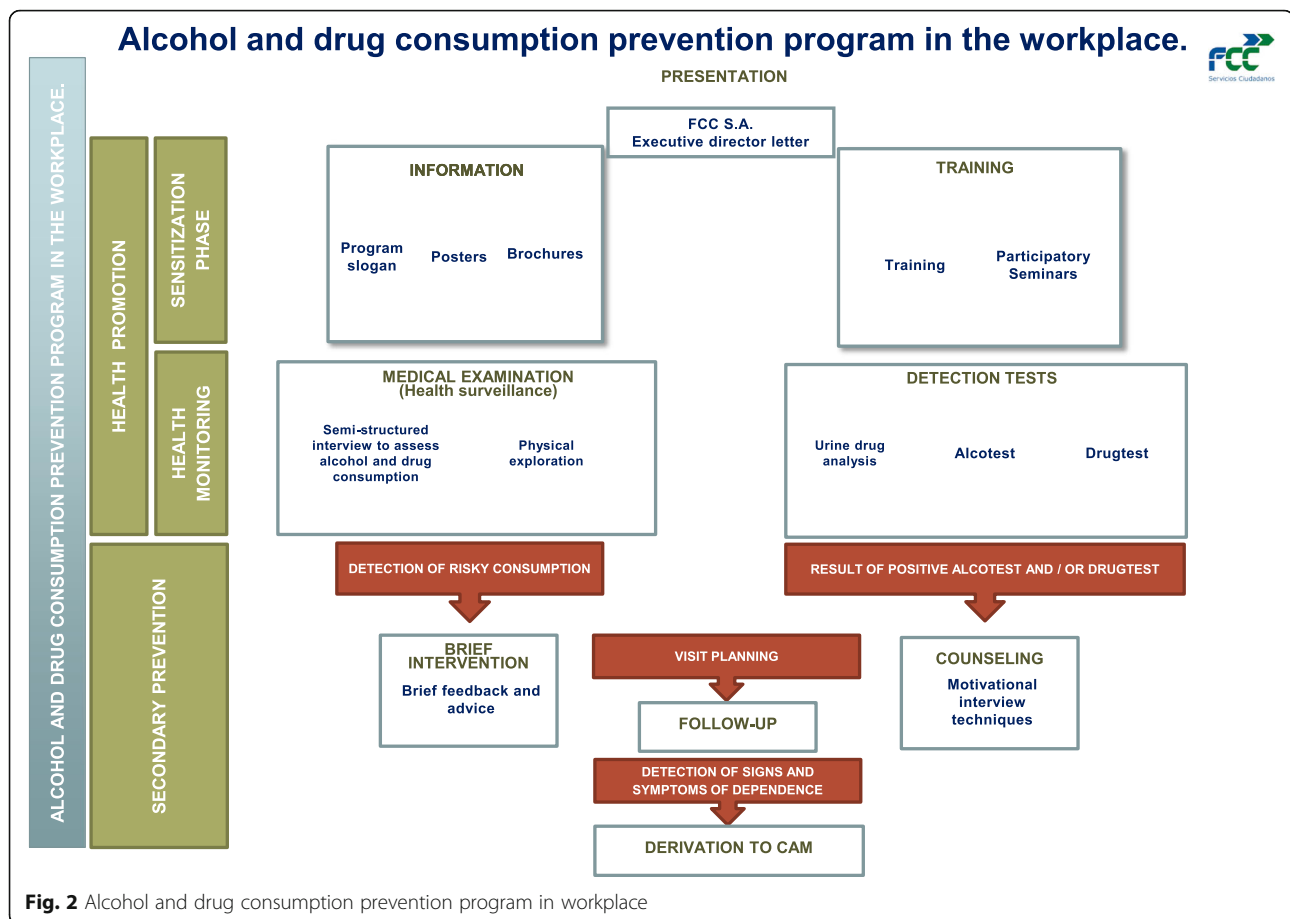 Alcohol and drug consumption prevention program in the workplace.
FCC
Servicios Ciudadanos
PRESENTATION
FCC S.A.
Executive director letter
ALCOHOL AND DRUG CONSUMPTION PREVENTION PROGRAM IN THE WORKPLACE.
HEALTH PROMOTION
SENSITIZATION
PHASE
INFORMATION
Program
slogan
Posters
Brochures
TRAINING
Training
Participatory
Seminars
HEALTH
MONITORING
MEDICAL EXAMINATION
(Health surveillance)
Semi-structured
interview to assess
alcohol and drug
consumption
Physical
exploration
DETECTION TESTS
Urine drug
analysis
Alcotest
Drugtest
SECONDARY PREVENTION
DETECTION OF RISKY CONSUMPTION
RESULT OF POSITIVE ALCOTEST AND / OR DRUGTEST
BRIEF
INTERVENTION
Brief feedback and
advice
VISIT PLANNING
FOLLOW-UP
DETECTION OF SIGNS AND
SYMPTOMS OF DEPENDENCE
DERIVATION TO CAM
COUNSELING
Motivational
interview
techniques
Fig. 2 Alcohol and drug consumption prevention program in workplace